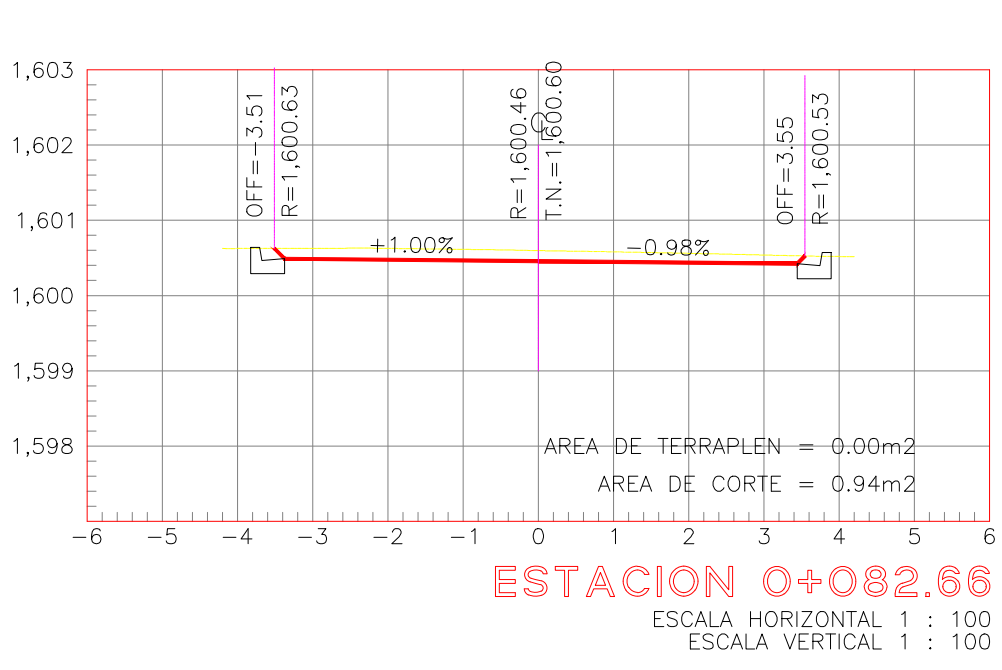 1,603
1,602
1,601
1,600
1,599
1,598
OFF=-3.51
R=1,600.63
R=1,600.46
T.N.=1,600.60
CL
OFF=3.55
R=1,600.53
+1.00%
-0.98%
AREA DE TERRAPLEN = 0.00m2
AREA DE CORTE = 0.94m2
-6 -5 -4 -3 -2 -1 0 1 2 3 4 5 6
ESTACION 0+082.66
ESCALA HORIZONTAL 1 : 100
ESCALA VERTICAL 1 : 100